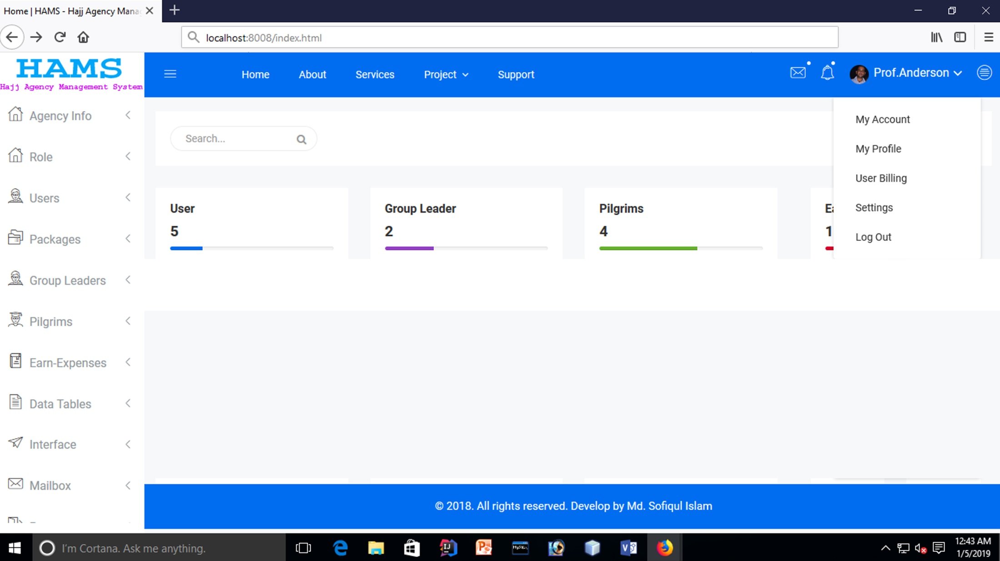 Home | HAMS - Hajj Agency Mana
localhost:8008/index.html
HAMS
Hajj Agency Management System
Home
About
Services
Project
Support
Prof.Anderson
Agency Info
Role
Users
Packages
Group Leaders
Pilgrims
Earn-Expenses
Data Tables
Interface
Mailbox
Search...
My Account
My Profile
User Billing
Settings
Log Out
User
5
Group Leader
2
Pilgrims
4
© 2018. All rights reserved. Develop by Md. Sofiqul Islam
I'm Cortana. Ask me anything.
12:43 AM
1/5/2019